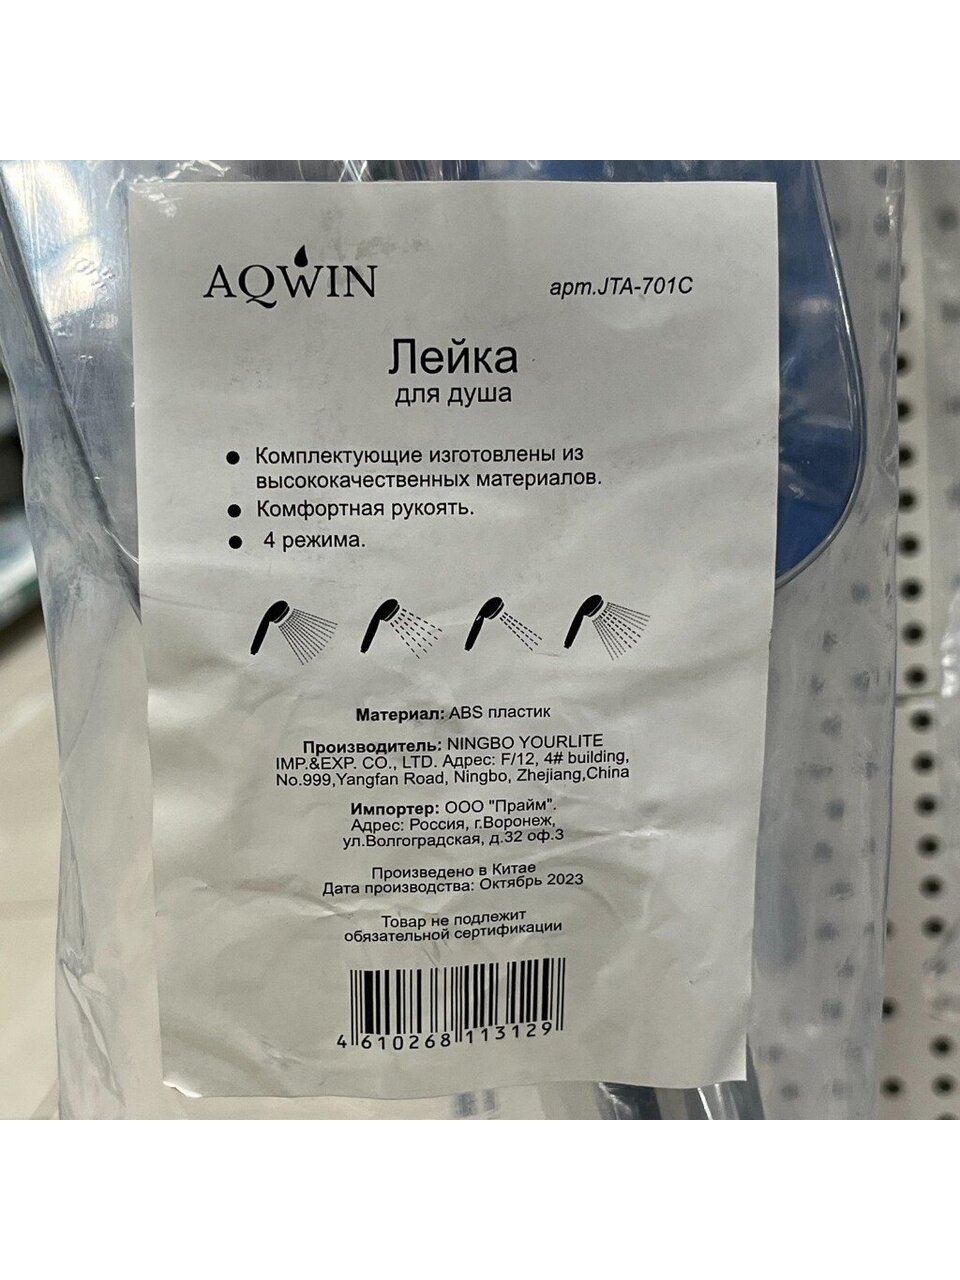 AQWIN
арт.JTA-701C
Лейка
для душа
Комплектующие изготовлены из
высококачественных материалов.
Комфортная рукоять.
4 режима.
Материал: ABS пластик
Производитель: NINGBO YOURLITE
IMP.&EXP. CO., LTD. Адрес: F/12, 4# building,
No.999,Yangfan Road, Ningbo, Zhejiang,China
Импортер: ООО "Прайм".
Адрес: Россия, г.Воронеж,
ул.Волгоградская, д.32 оф.3
Произведено в Китае
Дата производства: Октябрь 2023
Товар не подлежит
обязательной сертификации
4 610268 113129